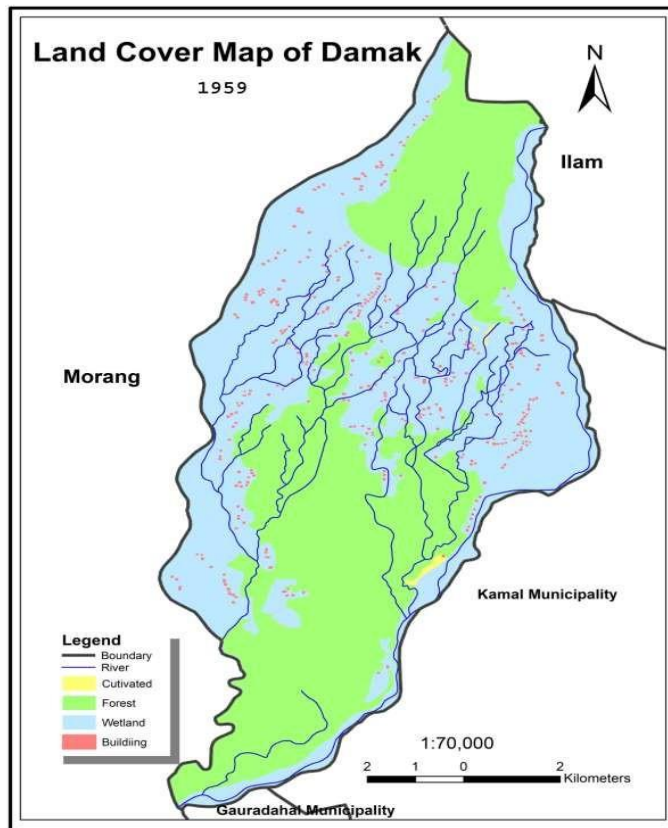 Land Cover Map of Damak
1959
N
Ilam
Morang
Kamal Municipality
Legend
Boundary
River
Cutivated
Forest
Wetland
Buildiing
1:70,000
2 1 0 2
Kilometers
Gauradahal Municipality